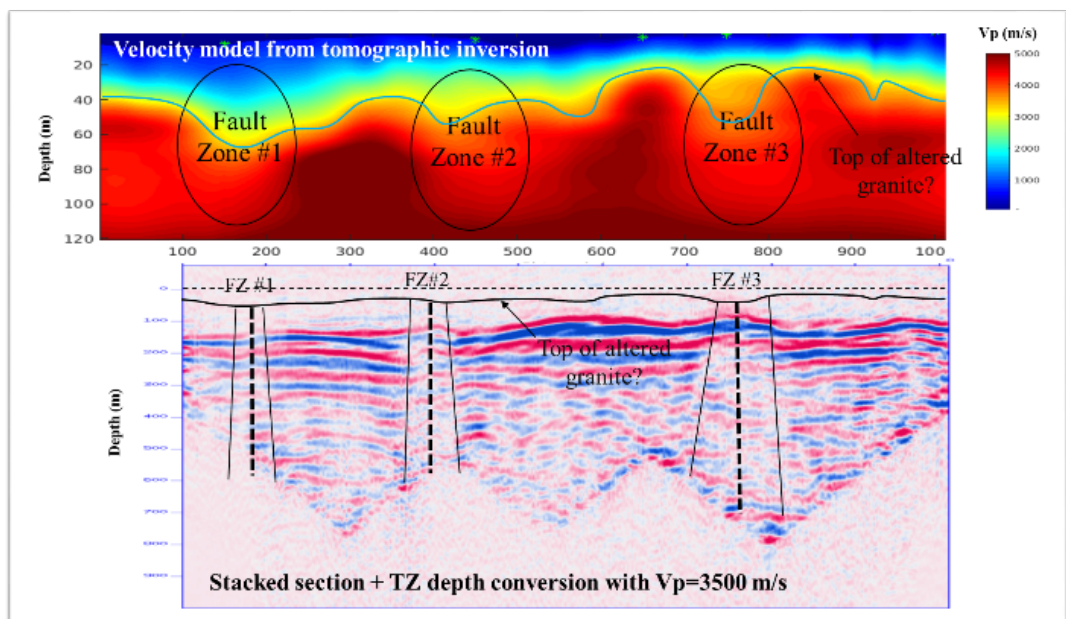 Velocity model from tomographic inversion
Vp (m/s)
5000
4000
3000
2000
1000
Depth (m)
20
40
60
80
100
120
Fault
Zone #1
Fault
Zone #2
Fault
Zone #3
Top of altered
granite?
100 200 300 400 500 600 700 800 900
FZ #1
FZ#2
FZ #3
Depth (m)
Top of altered
granite?
Stacked section + TZ depth conversion with Vp=3500 m/s